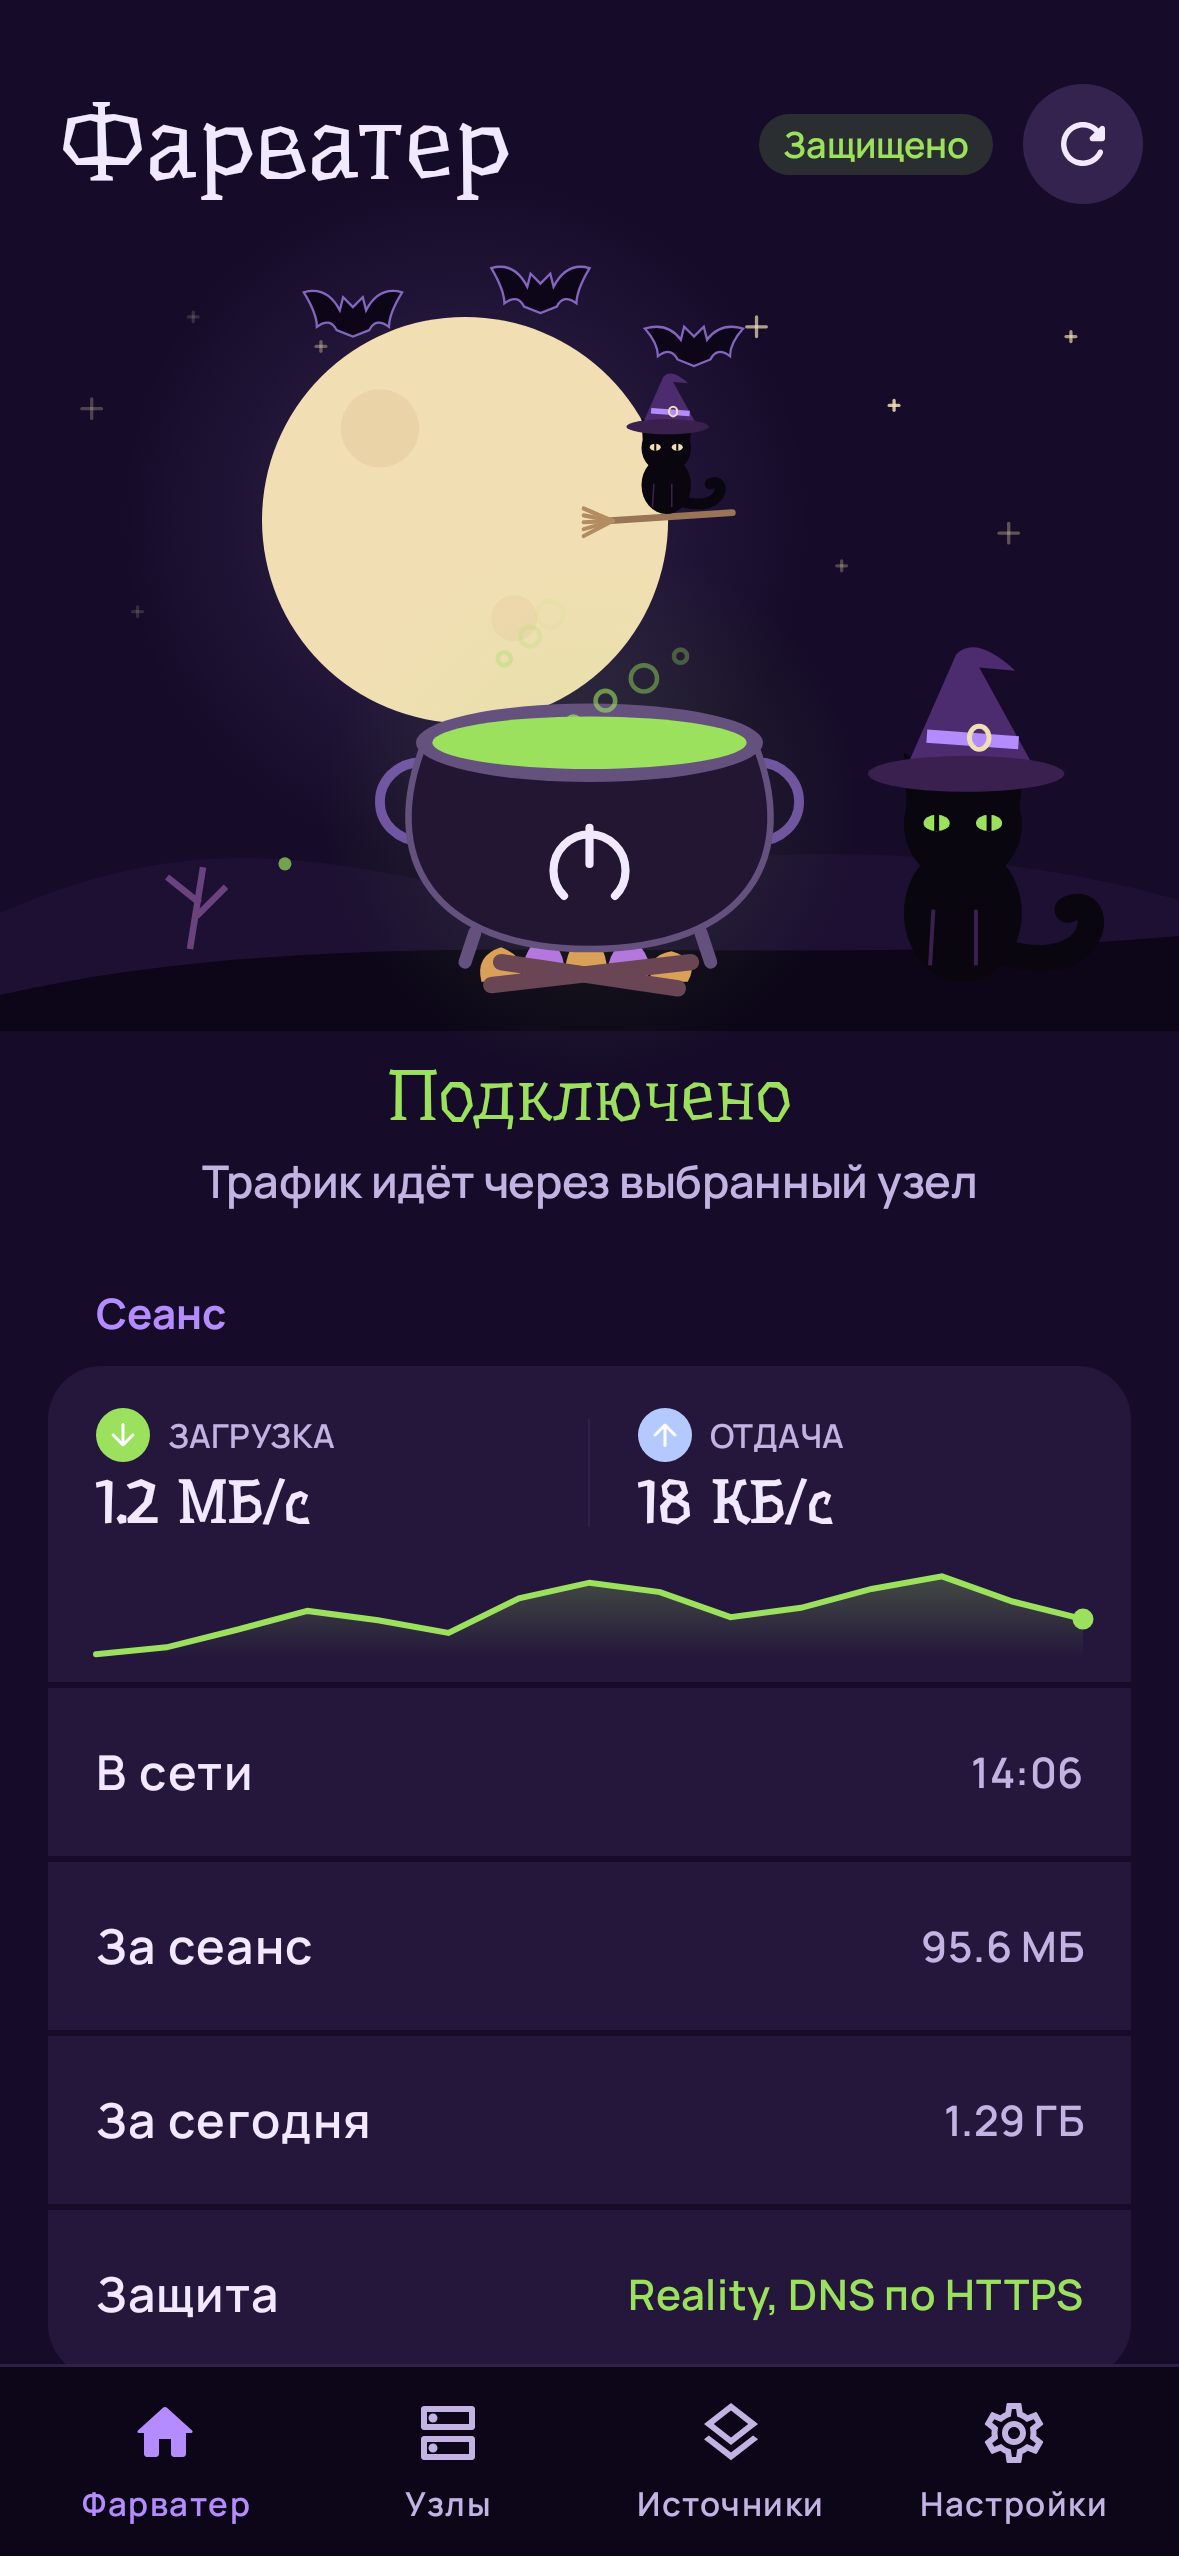 Фарватер
Защищено
Подключено
Трафик идёт через выбранный узел
Сеанс
ЗАГРУЗКА
1.2 МБ/с
ОТДАЧА
18 КБ/с
В сети 14:06
За сеанс 95.6 МБ
За сегодня 1.29 ГБ
Защита Reality, DNS по HTTPS
Фарватер Узлы Источники Настройки